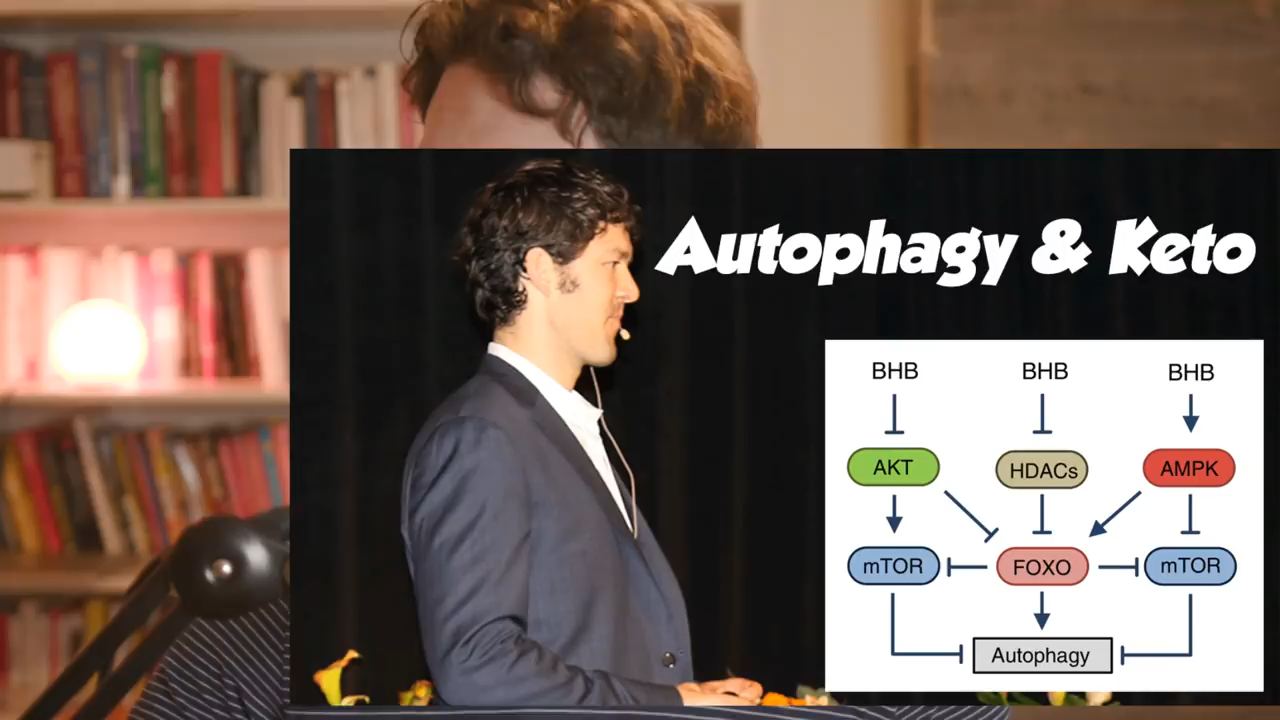 Autophagy & Keto
BHB BHB BHB
AKT HDACs AMPK
mTOR FOXO mTOR
Autophagy